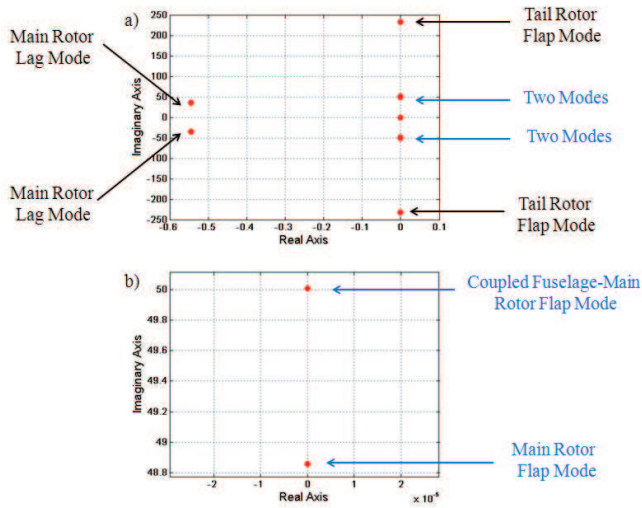 a)
Main Rotor
Lag Mode
Main Rotor
Lag Mode
Tail Rotor
Flap Mode
Two Modes
Two Modes
Tail Rotor
Flap Mode
Imaginary Axis
250
200
150
100
50
0
-50
100
150
200
-250
-0.6 -0.5 -0.4 -0.3 -0.2 -0.1 0 0.1
Real Axis
b)
Coupled Fuselage-Main
Rotor Flap Mode
Main Rotor
Flap Mode
Imaginary Axis
50
49.8
49.6
49.4
49.2
49
48.8
-2 -1 0 1 2
Real Axis
x 10